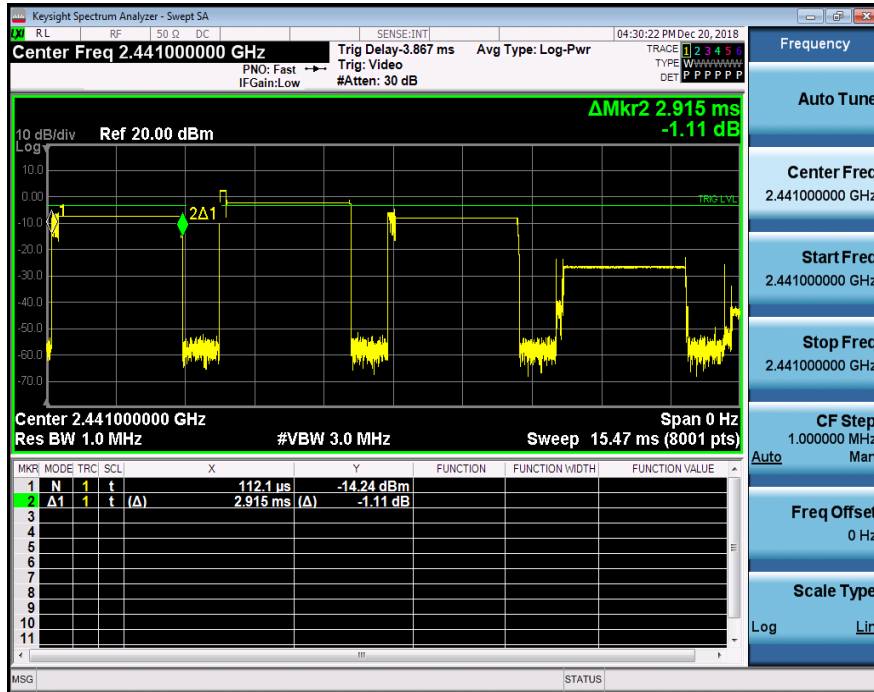 Keysight Spectrum Analyzer - Swept SA
LXI RL RF 50 Ω DC SENSE:INT 04:30:22 PM Dec 20, 2018
Center Freq 2.441000000 GHz
PNO: Fast
IFGain:Low
Trig Delay-3.867 ms
Trig: Video
#Atten: 30 dB
Avg Type: Log-Pwr
TRACE 1 2 3 4 5 6
TYPE WWWWWW
DET P P P P P P
ΔMkr2 2.915 ms
-1.11 dB
10 dB/div Ref 20.00 dBm
Log
10.0
0.00
-10.0
-20.0
-30.0
-40.0
-50.0
-60.0
-70.0
1
2Δ1
TRIG LVL
Center 2.441000000 GHz Span 0 Hz
Res BW 1.0 MHz #VBW 3.0 MHz Sweep 15.47 ms (8001 pts)
MKR MODE TRC SCL X Y FUNCTION FUNCTION WIDTH FUNCTION VALUE
1 N 1 t 112.1 µs -14.24 dBm
2 Δ1 1 t (Δ) 2.915 ms (Δ) -1.11 dB
3
4
5
6
7
8
9
10
11
MSG STATUS
Frequency
Auto Tune
Center Freq
2.441000000 GHz
Start Freq
2.441000000 GHz
Stop Freq
2.441000000 GHz
CF Step
1.000000 MHz
Auto Man
Freq Offset
0 Hz
Scale Type
Log Lin